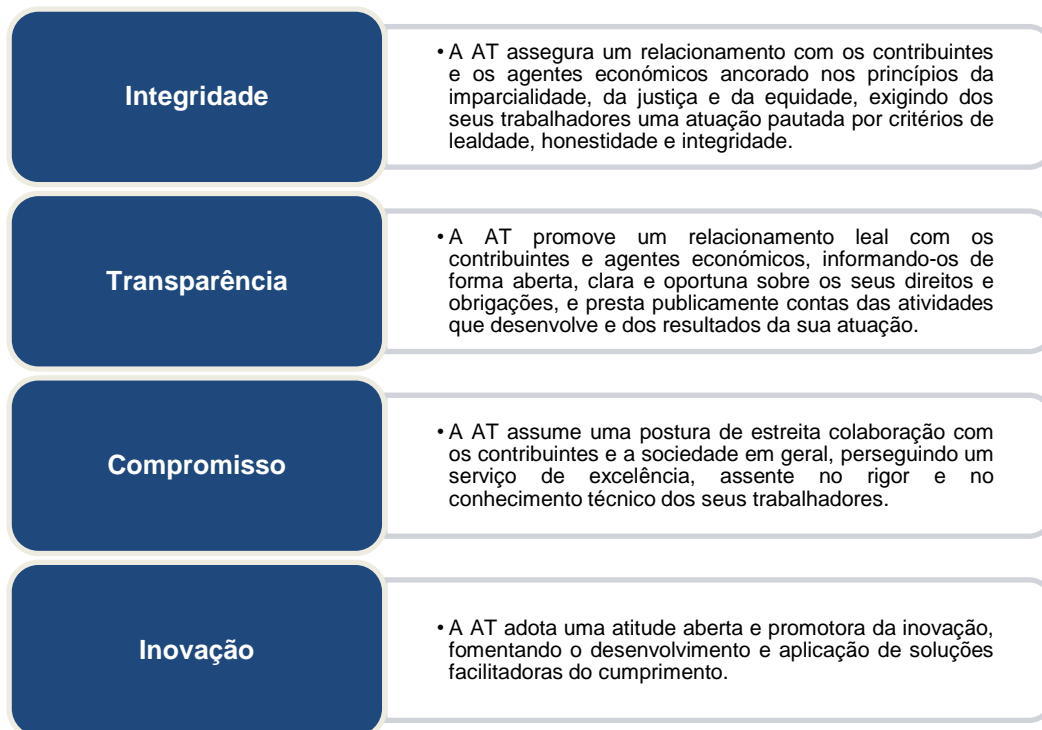 Integridade
• A AT assegura um relacionamento com os contribuintes
e os agentes económicos ancorado nos princípios da
imparcialidade, da justiça e da equidade, exigindo dos
seus trabalhadores uma atuação pautada por critérios de
lealdade, honestidade e integridade.
Transparência
• A AT promove um relacionamento leal com os
contribuintes e agentes económicos, informando-os de
forma aberta, clara e oportuna sobre os seus direitos e
obrigações, e presta publicamente contas das atividades
que desenvolve e dos resultados da sua atuação.
Compromisso
• A AT assume uma postura de estreita colaboração com
os contribuintes e a sociedade em geral, perseguindo um
serviço de excelência, assente no rigor e no
conhecimento técnico dos seus trabalhadores.
Inovação
• A AT adota uma atitude aberta e promotora da inovação,
fomentando o desenvolvimento e aplicação de soluções
facilitadoras do cumprimento.